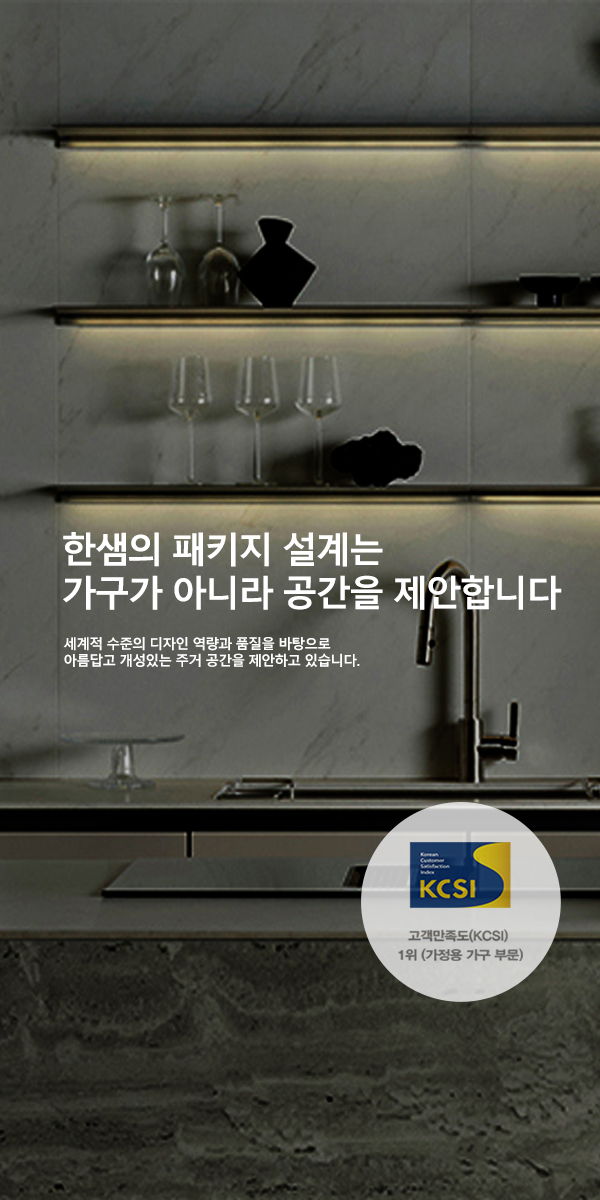 한샘의 패키지 설계는
가구가 아니라 공간을 제안합니다
세계적 수준의 디자인 역량과 품질을 바탕으로
아름답고 개성있는 주거 공간을 제안하고 있습니다.
Korean
Customer
Satisfaction
Index
KCSI
고객만족도(KCSI)
1위 (가정용 가구 부문)